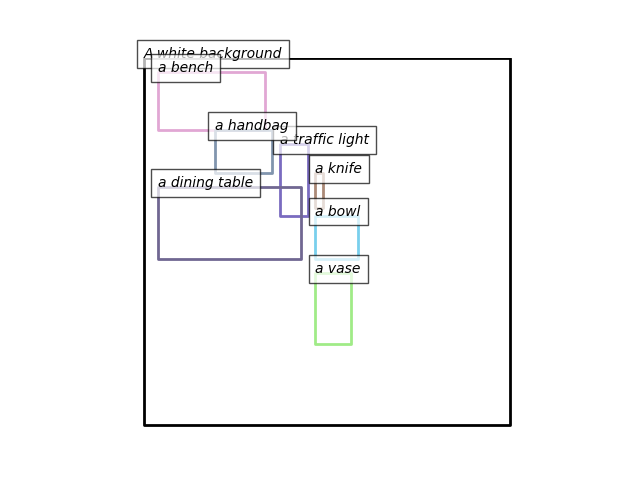 A white background
a bench
a handbag
a traffic light
a knife
a dining table
a bowl
a vase